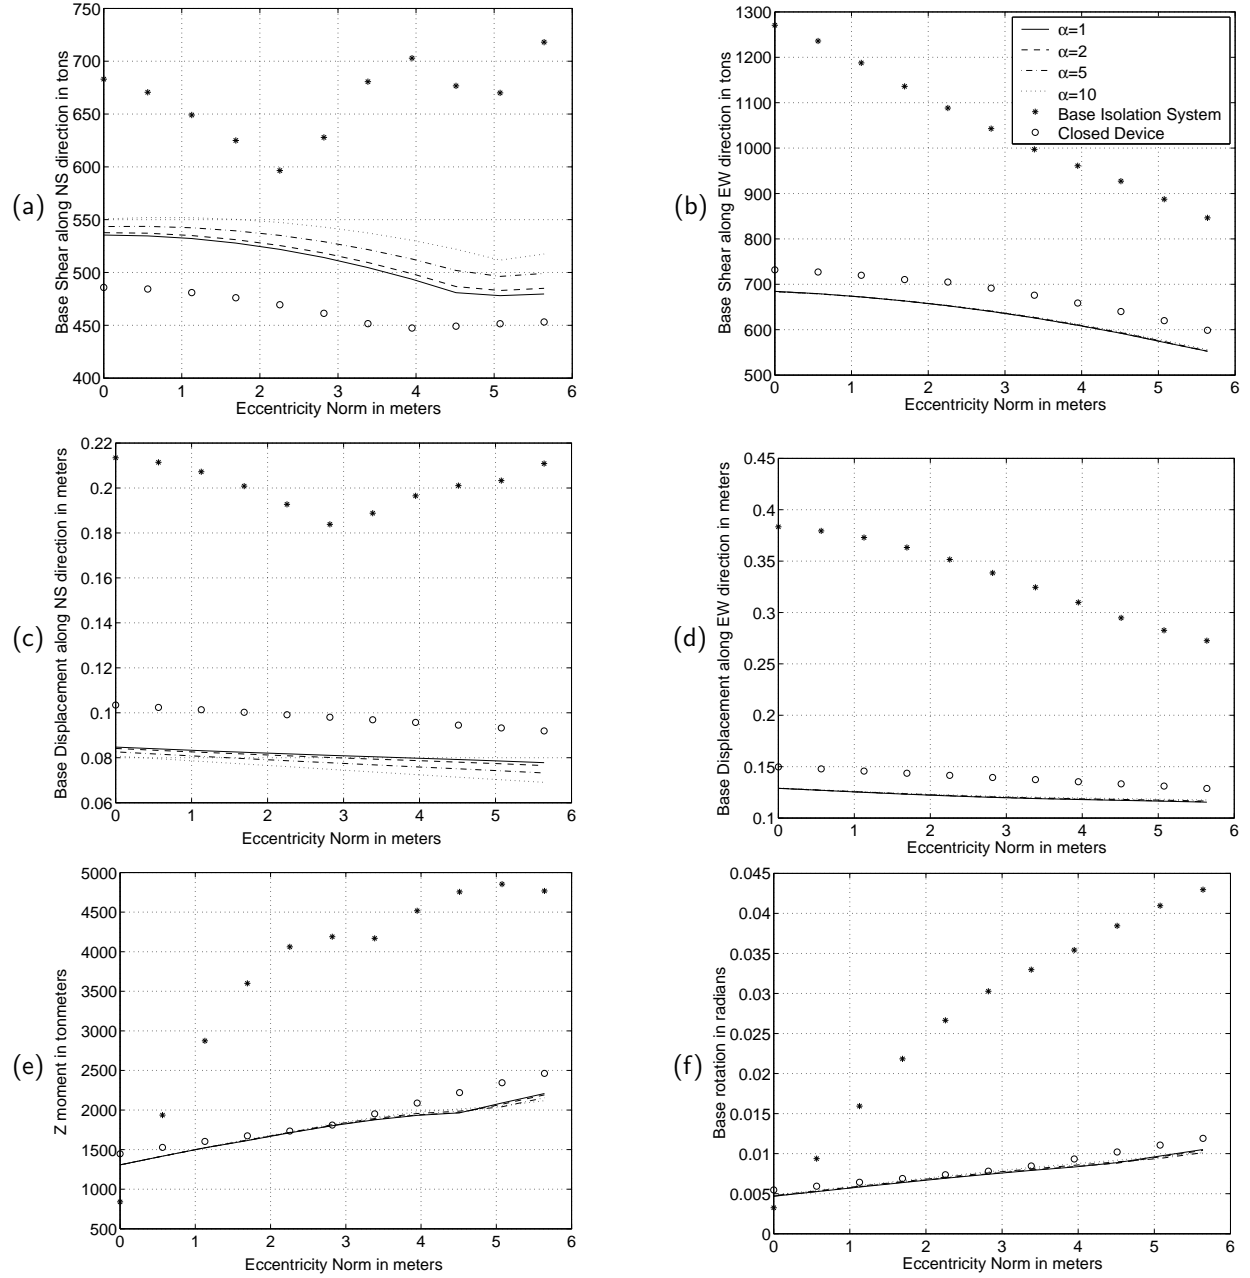 (a)
Base Shear along NS direction in tons
750
700
650
600
550
500
450
400
0 1 2 3 4 5 6
Eccentricity Norm in meters
(b)
Base Shear along EW direction in tons
1300
1200
1100
1000
900
800
700
600
500
0 1 2 3 4 5 6
Eccentricity Norm in meters
α=1
α=2
α=5
α=10
Base Isolation System
Closed Device
(c)
Base Displacement along NS direction in meters
0.22
0.2
0.18
0.16
0.14
0.12
0.1
0.08
0.06
0 1 2 3 4 5 6
Eccentricity Norm in meters
(d)
Base Displacement along EW direction in meters
0.45
0.4
0.35
0.3
0.25
0.2
0.15
0.1
0 1 2 3 4 5 6
Eccentricity Norm in meters
(e)
Z moment in tonmeters
5000
4500
4000
3500
3000
2500
2000
1500
1000
500
0 1 2 3 4 5 6
Eccentricity Norm in meters
(f)
Base rotation in radians
0.045
0.04
0.035
0.03
0.025
0.02
0.015
0.01
0.005
0
0 1 2 3 4 5 6
Eccentricity Norm in meters